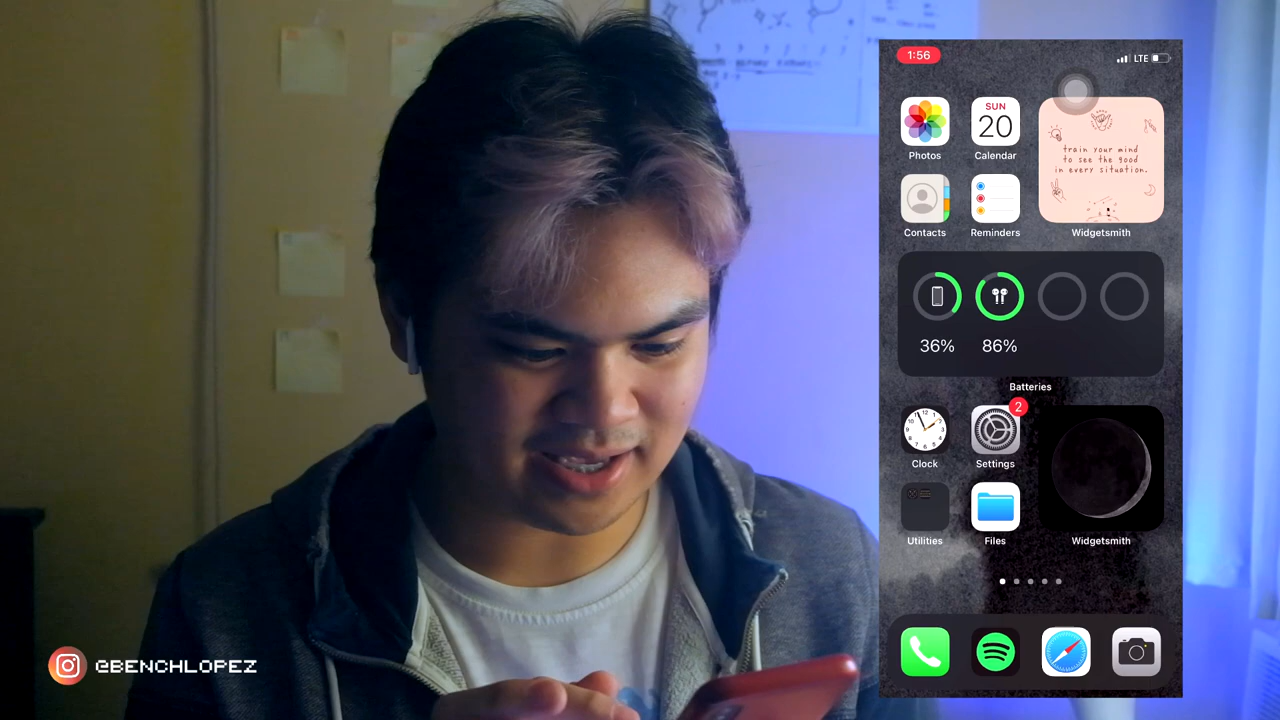 1:56
LTE
SUN
20
Photos
Calendar
train your mind
to see the good
in every situation.
Contacts
Reminders
Widgetsmith
36%
86%
Batteries
2
Clock
Settings
Utilities
Files
Widgetsmith
@BENCHLOPEZ